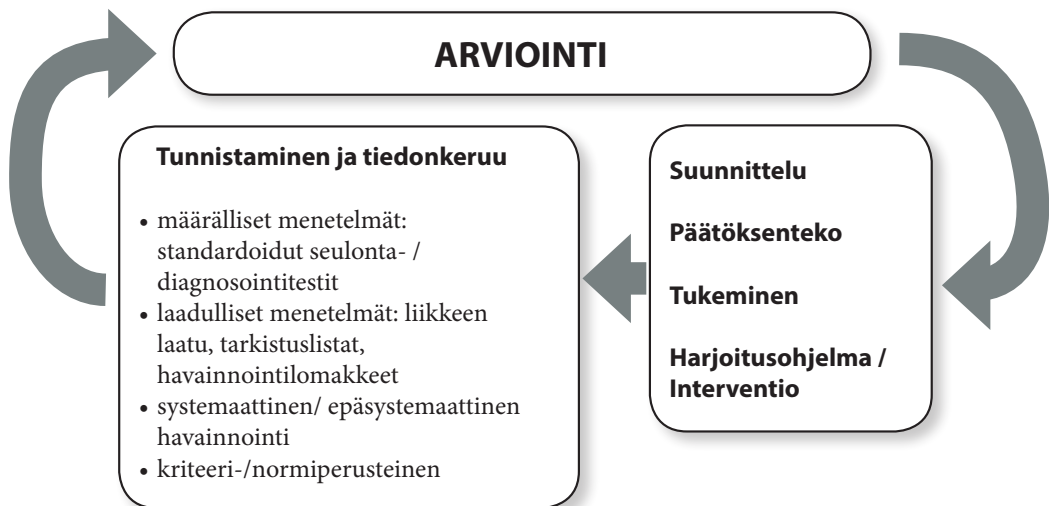 ARVIOINTI
Tunnistaminen ja tiedonkeruu
• määrälliset menetelmät:
standardoidut seulonta- /
diagnosointitestit
• laadulliset menetelmät: liikkeen
laatu, tarkistuslistat,
havainnointilomakkeet
• systemaattinen/ epäsystemaattinen
havainnointi
• kriteeri-/normiperusteinen
Suunnittelu
Päätöksenteko
Tukeminen
Harjoitusohjelma /
Interventio